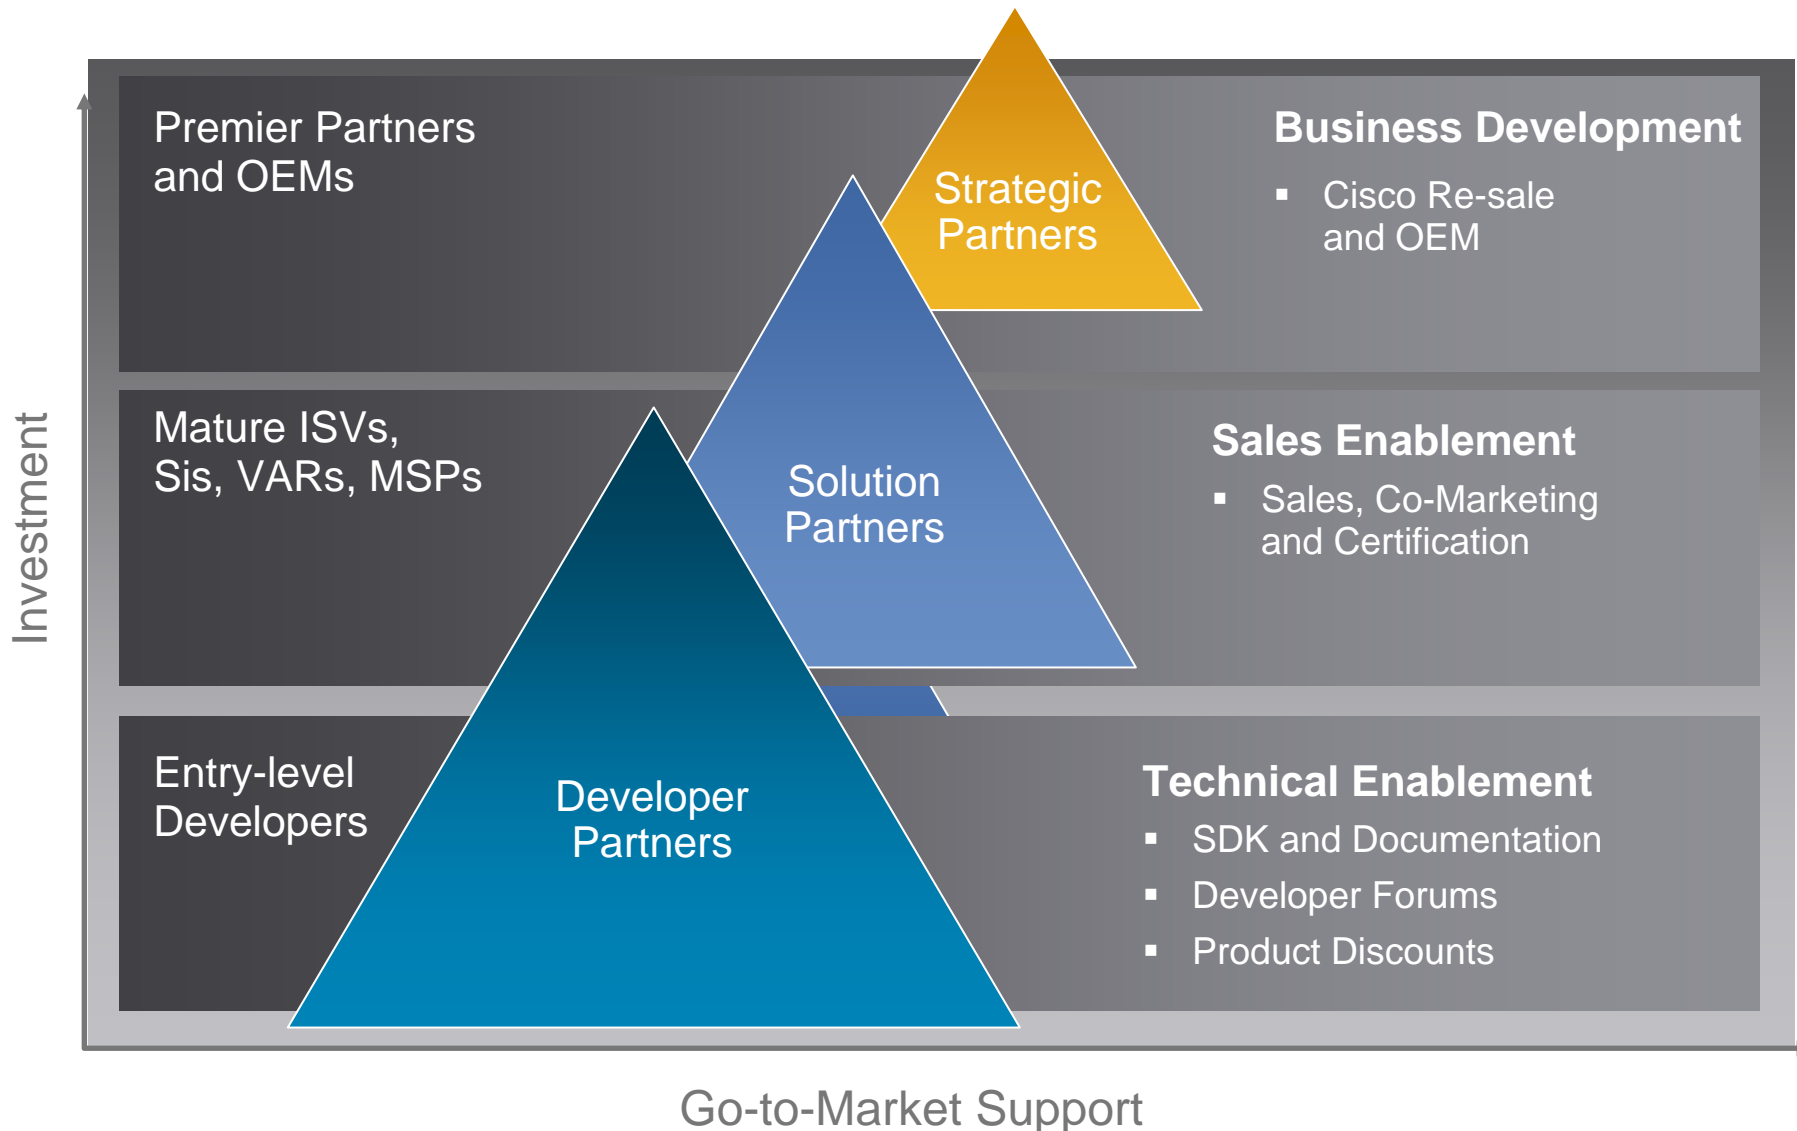 Premier Partners
and OEMs
Strategic
Partners
Business Development
▪ Cisco Re-sale
and OEM
Mature ISVs,
Sis, VARs, MSPs
Solution
Partners
Sales Enablement
▪ Sales, Co-Marketing
and Certification
Entry-level
Developers
Developer
Partners
Technical Enablement
▪ SDK and Documentation
▪ Developer Forums
▪ Product Discounts
Investment
Go-to-Market Support